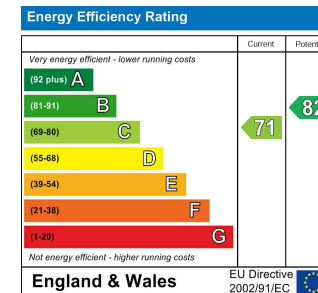 Energy Efficiency Rating
Current Potent
Very energy efficient - lower running costs
(92 plus) A
(81-91) B
82
(69-80) C
71
(55-68) D
(39-54) E
(21-38) F
(1-20) G
Not energy efficient - higher running costs
England & Wales
EU Directive
2002/91/EC